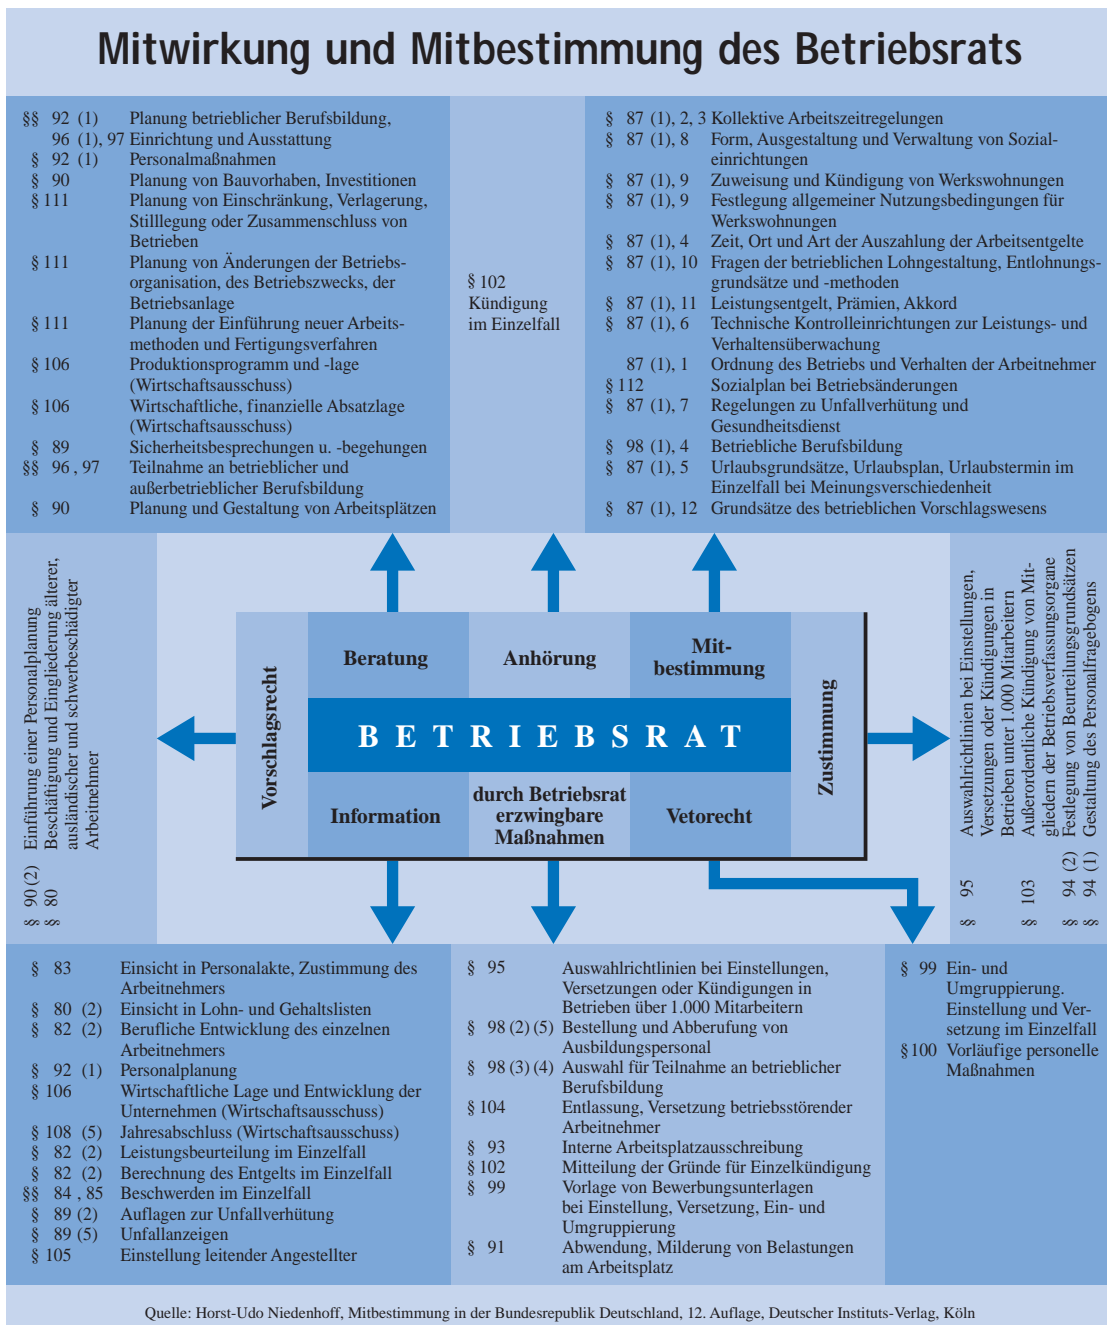 Mitwirkung und Mitbestimmung des Betriebsrats
§§ 92 (1) Planung betrieblicher Berufsbildung,
96 (1), 97 Einrichtung und Ausstattung
§ 92 (1) Personalmaßnahmen
§ 90 Planung von Bauvorhaben, Investitionen
§ 111 Planung von Einschränkung, Verlagerung,
Stilllegung oder Zusammenschluss von
Betrieben
§ 111 Planung von Änderungen der Betriebs-
organisation, des Betriebszwecks, der
Betriebsanlage
§ 111 Planung der Einführung neuer Arbeits-
methoden und Fertigungsverfahren
§ 106 Produktionsprogramm und -lage
(Wirtschaftsausschuss)
§ 106 Wirtschaftliche, finanzielle Absatzlage
(Wirtschaftsausschuss)
§ 89 Sicherheitsbesprechungen u. -begehungen
§§ 96 , 97 Teilnahme an betrieblicher und
außerbetrieblicher Berufsbildung
§ 90 Planung und Gestaltung von Arbeitsplätzen
§ 102
Kündigung
im Einzelfall
§ 87 (1), 2, 3 Kollektive Arbeitszeitregelungen
§ 87 (1), 8 Form, Ausgestaltung und Verwaltung von Sozial-
einrichtungen
§ 87 (1), 9 Zuweisung und Kündigung von Werkswohnungen
§ 87 (1), 9 Festlegung allgemeiner Nutzungsbedingungen für
Werkswohnungen
§ 87 (1), 4 Zeit, Ort und Art der Auszahlung der Arbeitsentgelte
§ 87 (1), 10 Fragen der betrieblichen Lohngestaltung, Entlohnungs-
grundsätze und -methoden
§ 87 (1), 11 Leistungsentgelt, Prämien, Akkord
§ 87 (1), 6 Technische Kontrolleinrichtungen zur Leistungs- und
Verhaltensüberwachung
87 (1), 1 Ordnung des Betriebs und Verhalten der Arbeitnehmer
§ 112 Sozialplan bei Betriebsänderungen
§ 87 (1), 7 Regelungen zu Unfallverhütung und
Gesundheitsdienst
§ 98 (1), 4 Betriebliche Berufsbildung
§ 87 (1), 5 Urlaubsgrundsätze, Urlaubsplan, Urlaubstermin im
Einzelfall bei Meinungsverschiedenheit
§ 87 (1), 12 Grundsätze des betrieblichen Vorschlagswesens
§ 90 (2) Einführung einer Personalplanung
§ 80 Beschäftigung und Eingliederung älterer,
ausländischer und schwerbeschädigter
Arbeitnehmer
Vorschlagsrecht
Beratung
Anhörung
Mit-
bestimmung
BETRIEBSRAT
Information
durch Betriebsrat
erzwingbare
Maßnahmen
Vetorecht
Zustimmung
§ 95 Auswahlrichtlinien bei Einstellungen,
Versetzungen oder Kündigungen in
Betrieben unter 1.000 Mitarbeitern
§ 103 Außerordentliche Kündigung von Mit-
gliedern der Betriebsverfassungsorgane
§ 94 (2) Festlegung von Beurteilungsgrundsätzen
§ 94 (1) Gestaltung des Personalfragebogens
§ 83 Einsicht in Personalakte, Zustimmung des
Arbeitnehmers
§ 80 (2) Einsicht in Lohn- und Gehaltslisten
§ 82 (2) Berufliche Entwicklung des einzelnen
Arbeitnehmers
§ 92 (1) Personalplanung
§ 106 Wirtschaftliche Lage und Entwicklung der
Unternehmen (Wirtschaftsausschuss)
§ 108 (5) Jahresabschluss (Wirtschaftsausschuss)
§ 82 (2) Leistungsbeurteilung im Einzelfall
§ 82 (2) Berechnung des Entgelts im Einzelfall
§§ 84 , 85 Beschwerden im Einzelfall
§ 89 (2) Auflagen zur Unfallverhütung
§ 89 (5) Unfallanzeigen
§ 105 Einstellung leitender Angestellter
§ 95 Auswahlrichtlinien bei Einstellungen,
Versetzungen oder Kündigungen in
Betrieben über 1.000 Mitarbeitern
§ 98 (2) (5) Bestellung und Abberufung von
Ausbildungspersonal
§ 98 (3) (4) Auswahl für Teilnahme an betrieblicher
Berufsbildung
§ 104 Entlassung, Versetzung betriebsstörender
Arbeitnehmer
§ 93 Interne Arbeitsplatzausschreibung
§ 102 Mitteilung der Gründe für Einzelkündigung
§ 99 Vorlage von Bewerbungsunterlagen
bei Einstellung, Versetzung, Ein- und
Umgruppierung
§ 91 Abwendung, Milderung von Belastungen
am Arbeitsplatz
§ 99 Ein- und
Umgruppierung.
Einstellung und Ver-
setzung im Einzelfall
§ 100 Vorläufige personelle
Maßnahmen
Quelle: Horst-Udo Niedenhoff, Mitbestimmung in der Bundesrepublik Deutschland, 12. Auflage, Deutscher Instituts-Verlag, Köln